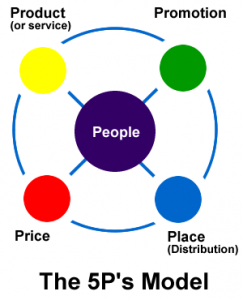 Product
(or service)
Promotion
People
Price
Place
(Distribution)
The 5P's Model